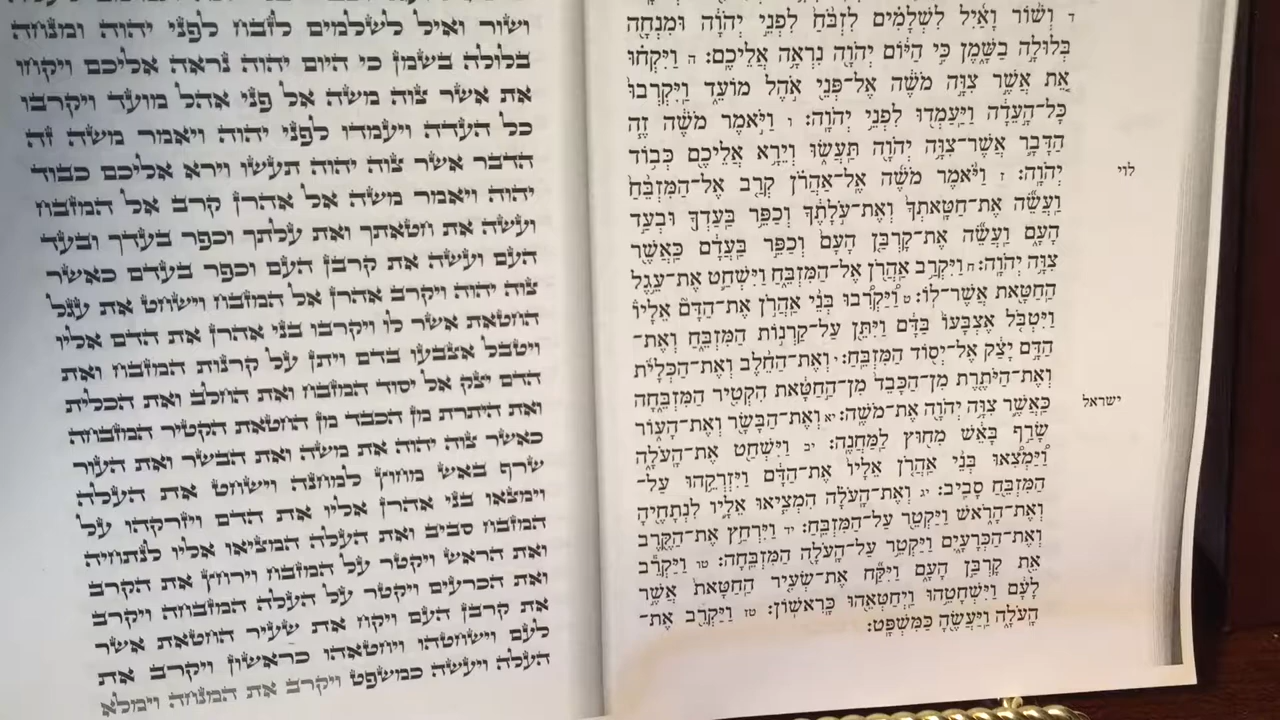 ד וְשׁ֨וֹר וָאַ֜יִל לִשְׁלָמִ֗ים לִזְבֹּ֙חַ֙ לִפְנֵ֣י יְהוָֹ֔ה וּמִנְחָ֖ה
בְּלוּלָ֣ה בַשָּׁ֑מֶן כִּ֣י הַיּ֔וֹם יְהוָֹ֖ה נִרְאָ֥ה אֲלֵיכֶֽם: ה וַיִּקְח֗וּ
אֵ֚ת אֲשֶׁ֣ר צִוָּ֣ה מֹשֶׁ֔ה אֶל־פְּנֵ֖י אֹ֣הֶל מוֹעֵ֑ד וַֽיִּקְרְבוּ֙
כָּל־הָ֣עֵדָ֔ה וַיַּֽעַמְד֖וּ לִפְנֵ֥י יְהוָֹֽה: ו וַיֹּ֣אמֶר מֹשֶׁ֔ה זֶ֧ה
הַדָּבָ֛ר אֲשֶׁר־צִוָּ֥ה יְהוָֹ֖ה תַּעֲשׂ֑וּ וְיֵרָ֥א אֲלֵיכֶ֖ם כְּב֥וֹד
יְהוָֹֽה: ז וַיֹּ֨אמֶר מֹשֶׁ֜ה אֶֽל־אַהֲרֹ֗ן קְרַ֤ב אֶל־הַמִּזְבֵּ֙חַ֙
לוי
וַעֲשֵׂ֞ה אֶת־חַטָּֽאתְךָ֙ וְאֶת־עֹ֣לָתֶ֔ךָ וְכַפֵּ֥ר בַּֽעַדְךָ֖ וּבְעַ֣ד
הָעָ֑ם וַעֲשֵׂ֞ה אֶת־קָרְבַּ֤ן הָעָם֙ וְכַפֵּ֣ר בַּֽעֲדָ֔ם כַּאֲשֶׁ֖ר
צִוָּ֥ה יְהוָֹֽה: ח וַיִּקְרַ֥ב אַהֲרֹ֖ן אֶל־הַמִּזְבֵּ֑חַ וַיִּשְׁחַ֛ט אֶת־עֵ֥גֶל
הַחַטָּ֖את אֲשֶׁר־לֽוֹ: ט וַ֠יַּקְרִ֠בוּ בְּנֵ֨י אַהֲרֹ֣ן אֶת־הַדָּם֮ אֵלָיו֒
וַיִּטְבֹּ֤ל אֶצְבָּעוֹ֙ בַּדָּ֔ם וַיִּתֵּ֖ן עַל־קַרְנ֣וֹת הַמִּזְבֵּ֑חַ וְאֶת־
הַדָּ֣ם יָצַ֔ק אֶל־יְס֖וֹד הַמִּזְבֵּֽחַ: י וְאֶת־הַחֵ֨לֶב וְאֶת־הַכְּלָיֹ֜ת
וְאֶת־הַיֹּתֶ֤רֶת מִן־הַכָּבֵד֙ מִן־הַ֣חַטָּ֔את הִקְטִ֖יר הַמִּזְבֵּ֑חָה
כַּאֲשֶׁ֛ר צִוָּ֥ה יְהוָֹ֖ה אֶת־מֹשֶֽׁה: יא וְאֶת־הַבָּשָׂ֖ר וְאֶת־הָע֑וֹר
ישראל
שָׂרַ֣ף בָּאֵ֔שׁ מִח֖וּץ לַֽמַּחֲנֶֽה: יב וַיִּשְׁחַ֖ט אֶת־הָעֹלָ֑ה
וַ֠יַּמְצִ֠אוּ בְּנֵ֨י אַהֲרֹ֤ן אֵלָיו֙ אֶת־הַדָּ֔ם וַיִּזְרְקֵ֥הוּ עַל־
הַמִּזְבֵּ֖חַ סָבִֽיב: יג וְאֶת־הָעֹלָ֗ה הִמְצִ֧יאוּ אֵלָ֛יו לִנְתָחֶ֖יהָ
וְאֶת־הָרֹ֑אשׁ וַיַּקְטֵ֖ר עַל־הַמִּזְבֵּֽחַ: יד וַיִּרְחַ֥ץ אֶת־הַקֶּ֖רֶב
וְאֶת־הַכְּרָעָ֑יִם וַיַּקְטֵ֥ר עַל־הָעֹלָ֖ה הַמִּזְבֵּֽחָה: טו וַיַּקְרֵ֕ב
אֵ֖ת קָרְבַּ֣ן הָעָ֑ם וַיִּקַּ֞ח אֶת־שְׂעִ֤יר הַֽחַטָּאת֙ אֲשֶׁ֣ר
לָעָ֔ם וַיִּשְׁחָטֵ֥הוּ וַֽיְחַטְּאֵ֖הוּ כָּרִאשֽׁוֹן: טז וַיַּקְרֵ֖ב אֶת־
הָעֹלָ֑ה וַֽיַּעֲשֶׂ֖הָ כַּמִּשְׁפָּֽט:
ושור ואיל לשלמים לזבח לפני יהוה ומנחה
בלולה בשמן כי היום יהוה נראה אליכם ויקחו
את אשר צוה משה אל פני אהל מועד ויקרבו
כל העדה ויעמדו לפני יהוה ויאמר משה זה
הדבר אשר צוה יהוה תעשו וירא אליכם כבוד
יהוה ויאמר משה אל אהרן קרב אל המזבח
ועשה את חטאתך ואת עלתך וכפר בעדך ובעד
העם ועשה את קרבן העם וכפר בעדם כאשר
צוה יהוה ויקרב אהרן אל המזבח וישחט את עגל
החטאת אשר לו ויקרבו בני אהרן את הדם אליו
ויטבל אצבעו בדם ויתן על קרנות המזבח ואת
הדם יצק אל יסוד המזבח ואת החלב ואת הכלית
ואת היתרת מן הכבד מן החטאת הקטיר המזבחה
כאשר צוה יהוה את משה ואת הבשר ואת העור
שרף באש מחוץ למחנה וישחט את העלה
וימצאו בני אהרן אליו את הדם ויזרקהו על
המזבח סביב ואת העלה המציאו אליו לנתחיה
ואת הראש ויקטר על המזבח וירחץ את הקרב
ואת הכרעים ויקטר על העלה המזבחה ויקרב
את קרבן העם ויקח את שעיר החטאת אשר
לעם וישחטהו ויחטאהו כראשון ויקרב את
העלה ויעשה כמשפט ויקרב את המנחה וימלא